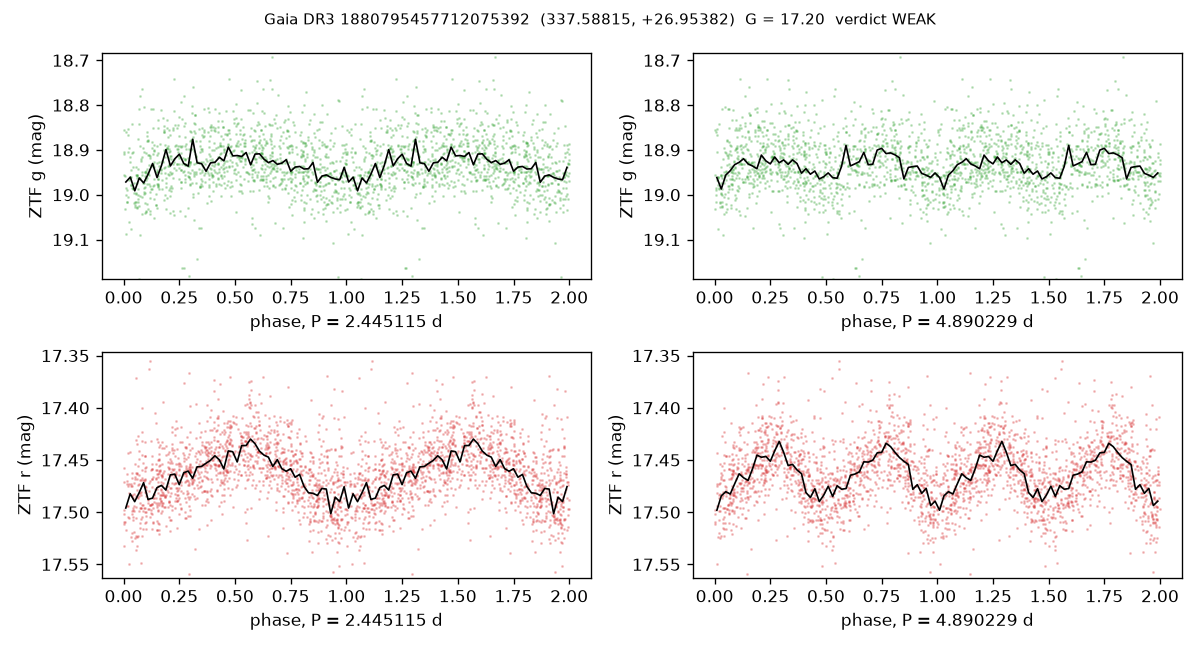 Gaia DR3 1880795457712075392 (337.58815, +26.95382) G = 17.20 verdict WEAK
ZTF g (mag)
18.7
18.8
18.9
19.0
19.1
0.00 0.25 0.50 0.75 1.00 1.25 1.50 1.75 2.00
phase, P = 2.445115 d
ZTF g (mag)
18.7
18.8
18.9
19.0
19.1
0.00 0.25 0.50 0.75 1.00 1.25 1.50 1.75 2.00
phase, P = 4.890229 d
ZTF r (mag)
17.35
17.40
17.45
17.50
17.55
0.00 0.25 0.50 0.75 1.00 1.25 1.50 1.75 2.00
phase, P = 2.445115 d
ZTF r (mag)
17.35
17.40
17.45
17.50
17.55
0.00 0.25 0.50 0.75 1.00 1.25 1.50 1.75 2.00
phase, P = 4.890229 d